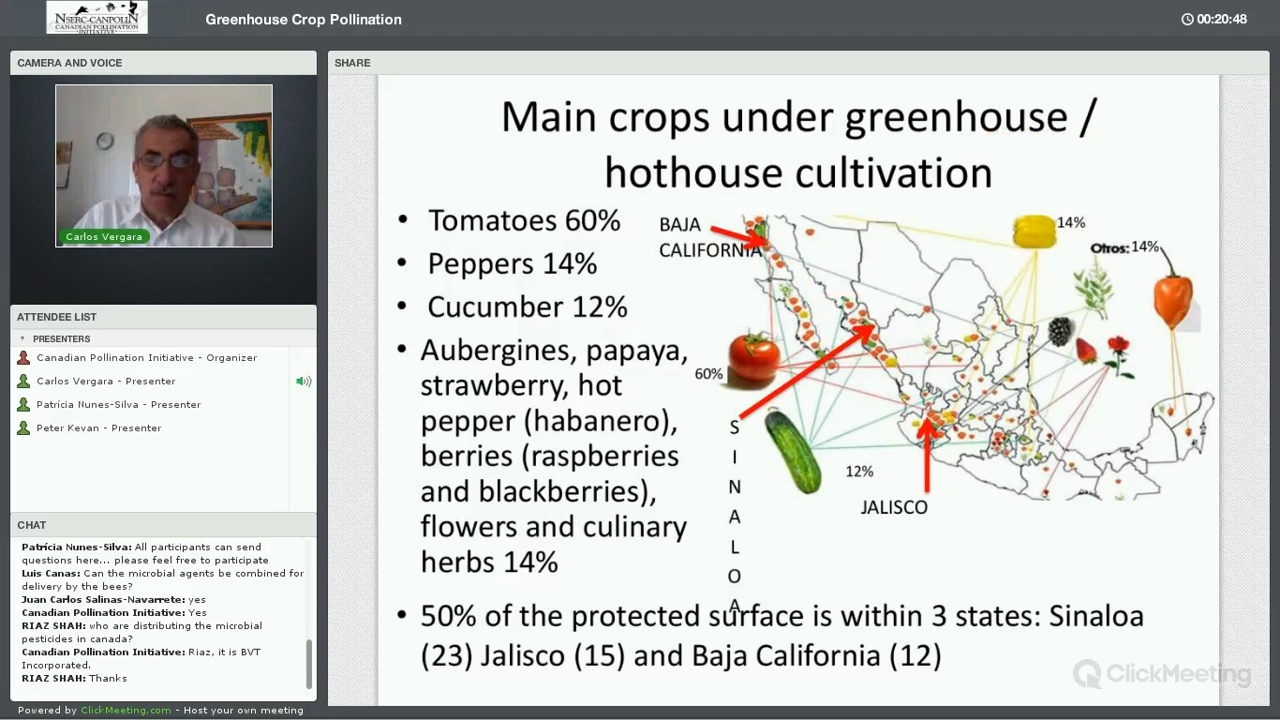 NSERC-CANPOLIN
CANADIAN POLLINATION
INITIATIVE
Greenhouse Crop Pollination
00:20:48
CAMERA AND VOICE
Carlos Vergara
ATTENDEE LIST
PRESENTERS
Canadian Pollination Initiative - Organizer
Carlos Vergara - Presenter
Patrícia Nunes-Silva - Presenter
Peter Kevan - Presenter
CHAT
Patrícia Nunes-Silva: All participants can send
questions here... please feel free to participate
Luis Canas: Can the microbial agents be combined for
delivery by the bees?
Juan Carlos Salinas-Navarrete: yes
Canadian Pollination Initiative: Yes
RIAZ SHAH: who are distributing the microbial
pesticides in canada?
Canadian Pollination Initiative: Riaz, it is BVT
Incorporated.
RIAZ SHAH: Thanks
Powered by ClickMeeting.com - Host your own meeting
SHARE
Main crops under greenhouse /
hothouse cultivation
• Tomatoes 60%
• Peppers 14%
• Cucumber 12%
• Aubergines, papaya,
strawberry, hot
pepper (habanero),
berries (raspberries
and blackberries),
flowers and culinary
herbs 14%
• 50% of the protected surface is within 3 states: Sinaloa
(23) Jalisco (15) and Baja California (12)
BAJA
CALIFORNIA
14%
Otros: 14%
60%
S
I
N
A
L
O
A
12%
JALISCO
ClickMeeting